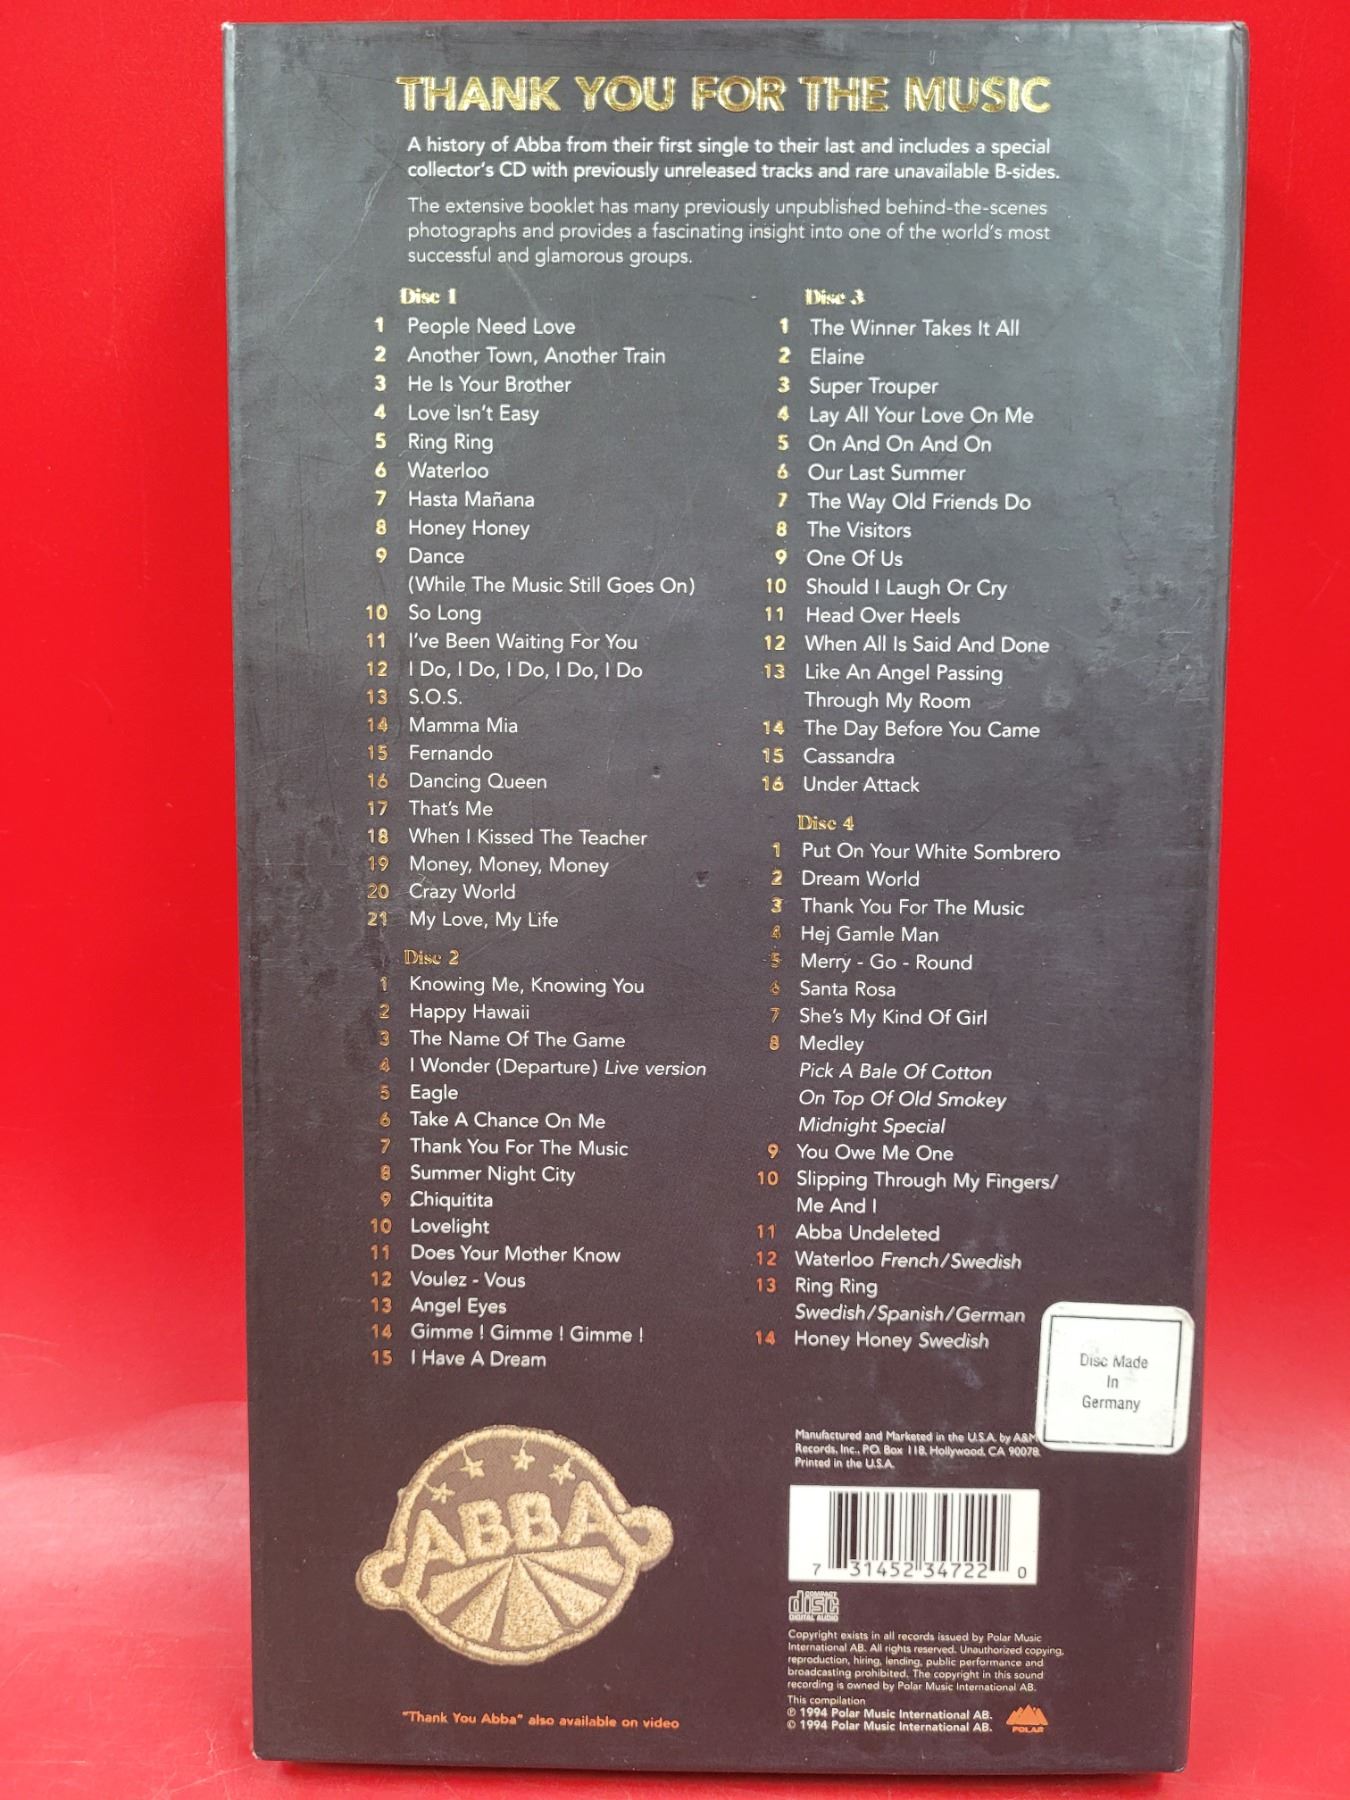 THANK YOU FOR THE MUSIC
A history of Abba from their first single to their last and includes a special
collector's CD with previously unreleased tracks and rare unavailable B-sides.
The extensive booklet has many previously unpublished behind-the-scenes
photographs and provides a fascinating insight into one of the world's most
successful and glamorous groups.
Disc 1
1 People Need Love
2 Another Town, Another Train
3 He Is Your Brother
4 Love Isn't Easy
5 Ring Ring
6 Waterloo
7 Hasta Mañana
8 Honey Honey
9 Dance
(While The Music Still Goes On)
10 So Long
11 I've Been Waiting For You
12 I Do, I Do, I Do, I Do, I Do
13 S.O.S.
14 Mamma Mia
15 Fernando
16 Dancing Queen
17 That's Me
18 When I Kissed The Teacher
19 Money, Money, Money
20 Crazy World
21 My Love, My Life
Disc 2
1 Knowing Me, Knowing You
2 Happy Hawaii
3 The Name Of The Game
4 I Wonder (Departure) Live version
5 Eagle
6 Take A Chance On Me
7 Thank You For The Music
8 Summer Night City
9 Chiquitita
10 Lovelight
11 Does Your Mother Know
12 Voulez - Vous
13 Angel Eyes
14 Gimme ! Gimme ! Gimme !
15 I Have A Dream
Disc 3
1 The Winner Takes It All
2 Elaine
3 Super Trouper
4 Lay All Your Love On Me
5 On And On And On
6 Our Last Summer
7 The Way Old Friends Do
8 The Visitors
9 One Of Us
10 Should I Laugh Or Cry
11 Head Over Heels
12 When All Is Said And Done
13 Like An Angel Passing
Through My Room
14 The Day Before You Came
15 Cassandra
16 Under Attack
Disc 4
1 Put On Your White Sombrero
2 Dream World
3 Thank You For The Music
4 Hej Gamle Man
5 Merry - Go - Round
6 Santa Rosa
7 She's My Kind Of Girl
8 Medley
Pick A Bale Of Cotton
On Top Of Old Smokey
Midnight Special
9 You Owe Me One
10 Slipping Through My Fingers/
Me And I
11 Abba Undeleted
12 Waterloo French/Swedish
13 Ring Ring
Swedish/Spanish/German
14 Honey Honey Swedish
Disc Made
In
Germany
ABBA
"Thank You Abba" also available on video
Manufactured and Marketed in the U.S.A. by A&M
Records, Inc., P.O. Box 118, Hollywood, CA 90078.
Printed in the U.S.A.
7 31452 34722 0
COMPACT
disc
DIGITAL AUDIO
Copyright exists in all records issued by Polar Music
International AB. All rights reserved. Unauthorized copying,
reproduction, hiring, lending, public performance and
broadcasting prohibited. The copyright in this sound
recording is owned by Polar Music International AB.
This compilation
℗ 1994 Polar Music International AB.
© 1994 Polar Music International AB.
POLAR